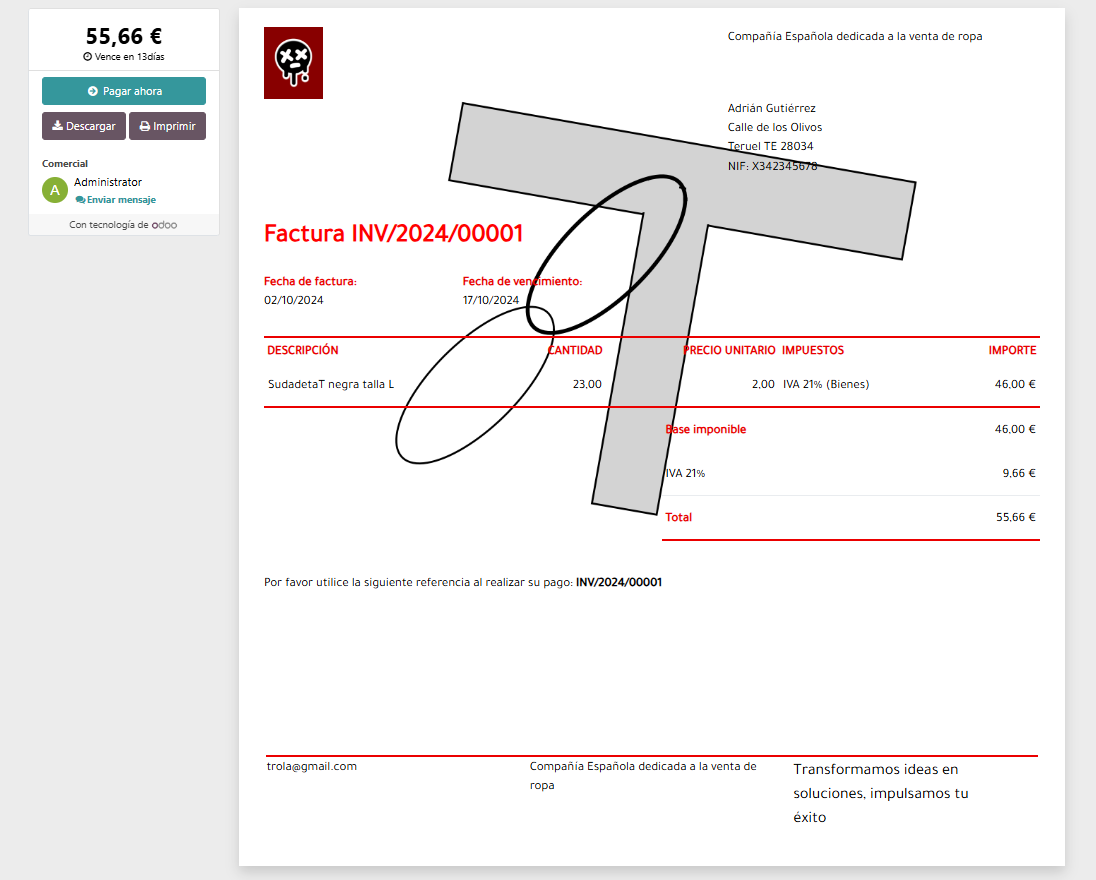 55,66 €
Vence en 13días
Pagar ahora
Descargar
Imprimir
Comercial
A
Administrator
Enviar mensaje
Con tecnología de odoo
Compañía Española dedicada a la venta de ropa
Adrián Gutiérrez
Calle de los Olivos
Teruel TE 28034
NIF: X342345678
Factura INV/2024/00001
Fecha de factura: Fecha de vencimiento:
02/10/2024 17/10/2024
DESCRIPCIÓN CANTIDAD PRECIO UNITARIO IMPUESTOS IMPORTE
SudadetaT negra talla L 23,00 2,00 IVA 21% (Bienes) 46,00 €
Base imponible 46,00 €
IVA 21% 9,66 €
Total 55,66 €
Por favor utilice la siguiente referencia al realizar su pago: INV/2024/00001
trola@gmail.com
Compañía Española dedicada a la venta de
ropa
Transformamos ideas en
soluciones, impulsamos tu
éxito